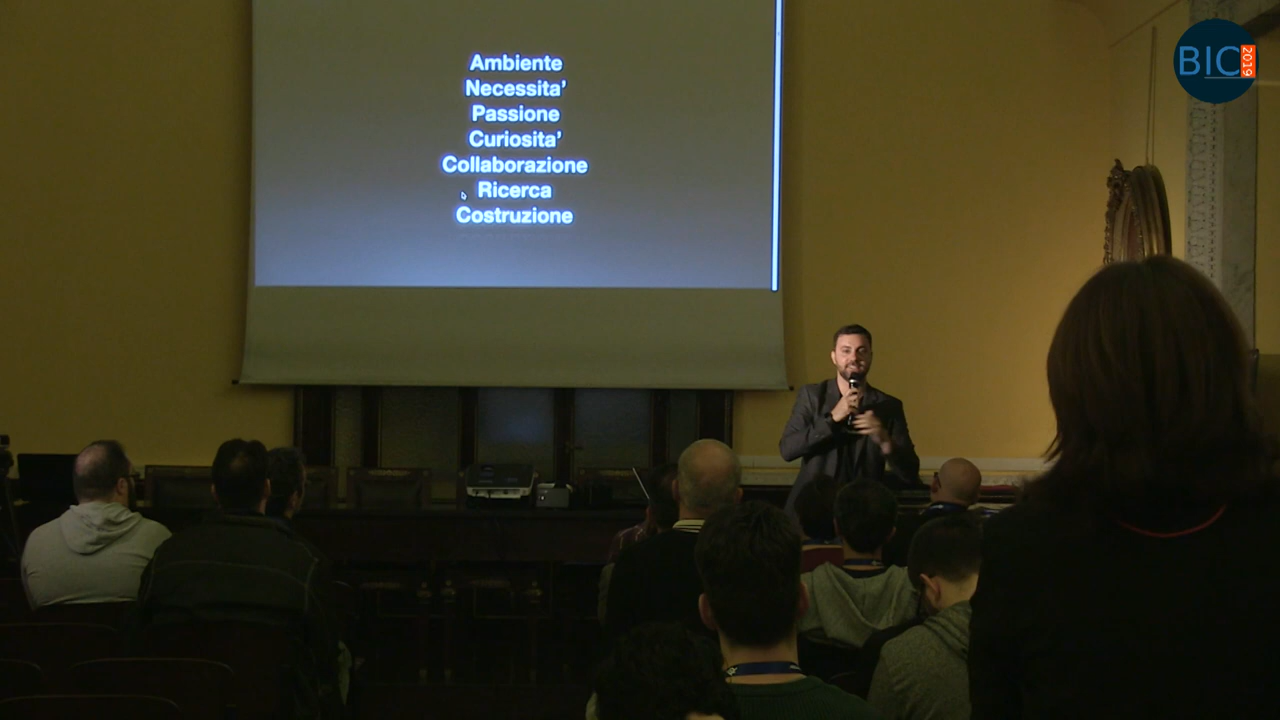 Ambiente
Necessita'
Passione
Curiosita'
Collaborazione
Ricerca
Costruzione
BIC
2019